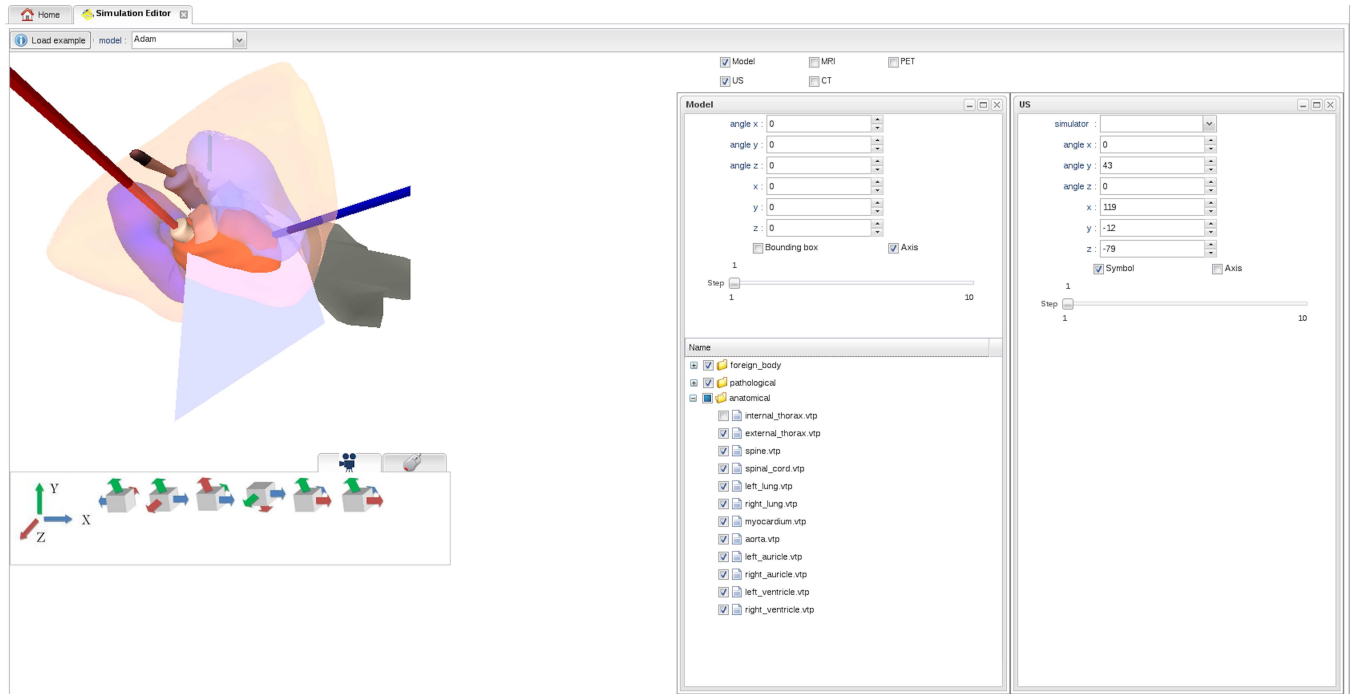 Home Simulation Editor
Load example model : Adam
Model MRI PET
US CT
Model
angle x : 0
angle y : 0
angle z : 0
x : 0
y : 0
z : 0
Bounding box Axis
1
Step
1 10
Name
foreign_body
pathological
anatomical
internal_thorax.vtp
external_thorax.vtp
spine.vtp
spinal_cord.vtp
left_lung.vtp
right_lung.vtp
myocardium.vtp
aorta.vtp
left_auricle.vtp
right_auricle.vtp
left_ventricle.vtp
right_ventricle.vtp
US
simulator :
angle x : 0
angle y : 43
angle z : 0
x : 119
y : -12
z : -79
Symbol Axis
1
Step
1 10
Y
X
Z